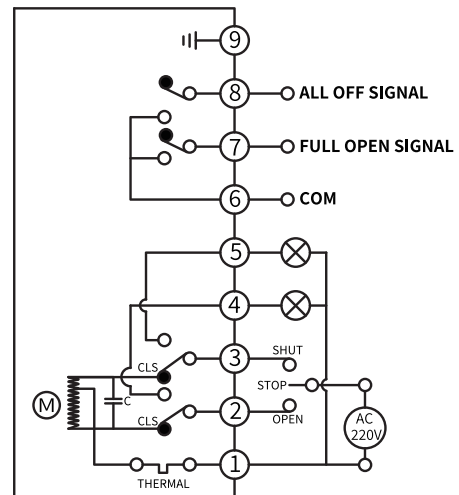 9
8 ALL OFF SIGNAL
7 FULL OPEN SIGNAL
6 COM
5
4
3 SHUT
CLS
STOP
M C AC 220V
CLS 2 OPEN
1
THERMAL